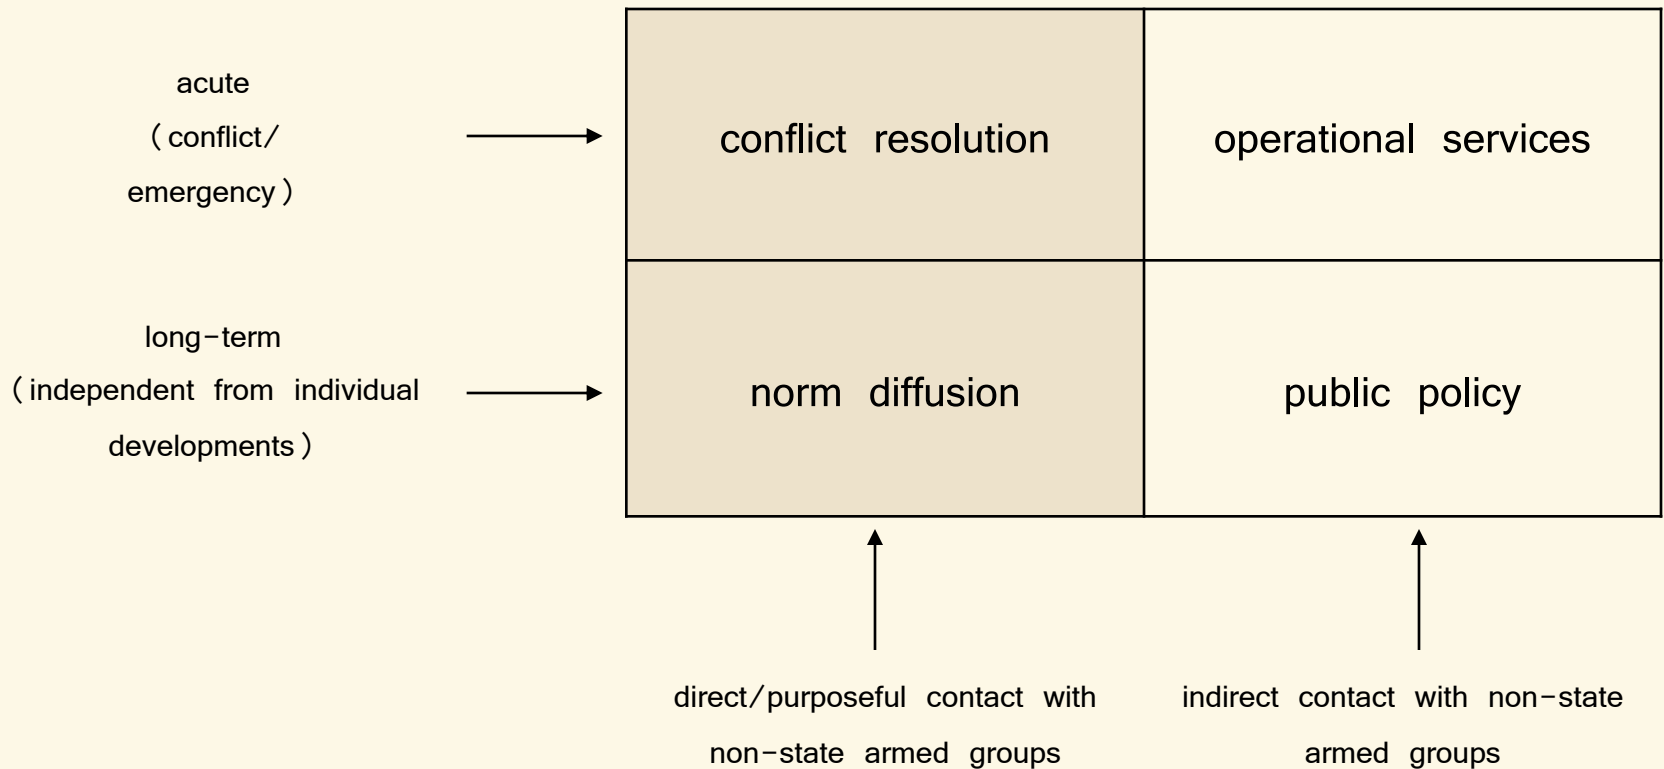 acute
(conflict/
emergency)
conflict resolution
operational services
long-term
(independent from individual
developments)
norm diffusion
public policy
direct/purposeful contact with
non-state armed groups
indirect contact with non-state
armed groups